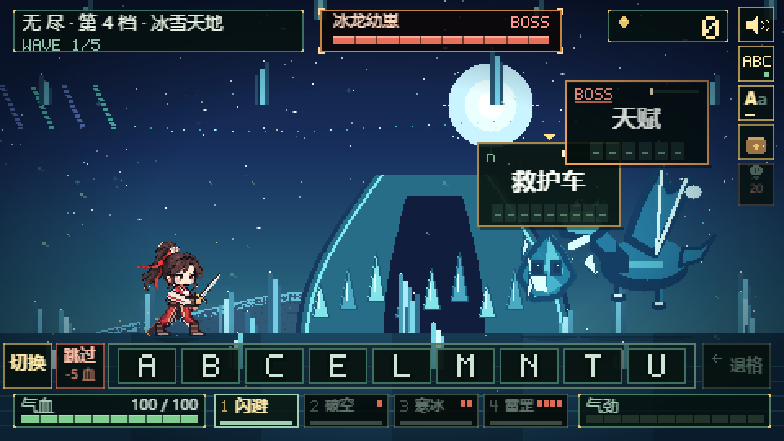 无 尽 · 第 4 档 · 冰雪天地
WAVE 1/5
冰龙幼崽 BOSS
0
ABC
Aa
20
BOSS
天赋
n
救护车
切换
跳过
-5 血
A B C E L M N T U
← 退格
气血 100 / 100
1 闪避
2 破空
3 寒冰
4 雷罡
气劲